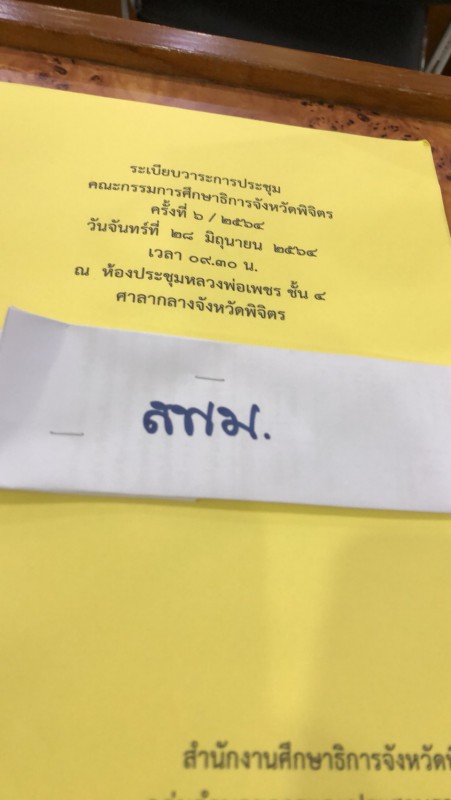 ระเบียบวาระการประชุม
คณะกรรมการศึกษาธิการจังหวัดพิจิตร
ครั้งที่ ๖ / ๒๕๖๔
วันจันทร์ที่ ๒๘ มิถุนายน ๒๕๖๔
เวลา ๐๙.๓๐ น.
ณ ห้องประชุมหลวงพ่อเพชร ชั้น ๔
ศาลากลางจังหวัดพิจิตร
สพม.
สำนักงานศึกษาธิการจังหวัดพิ